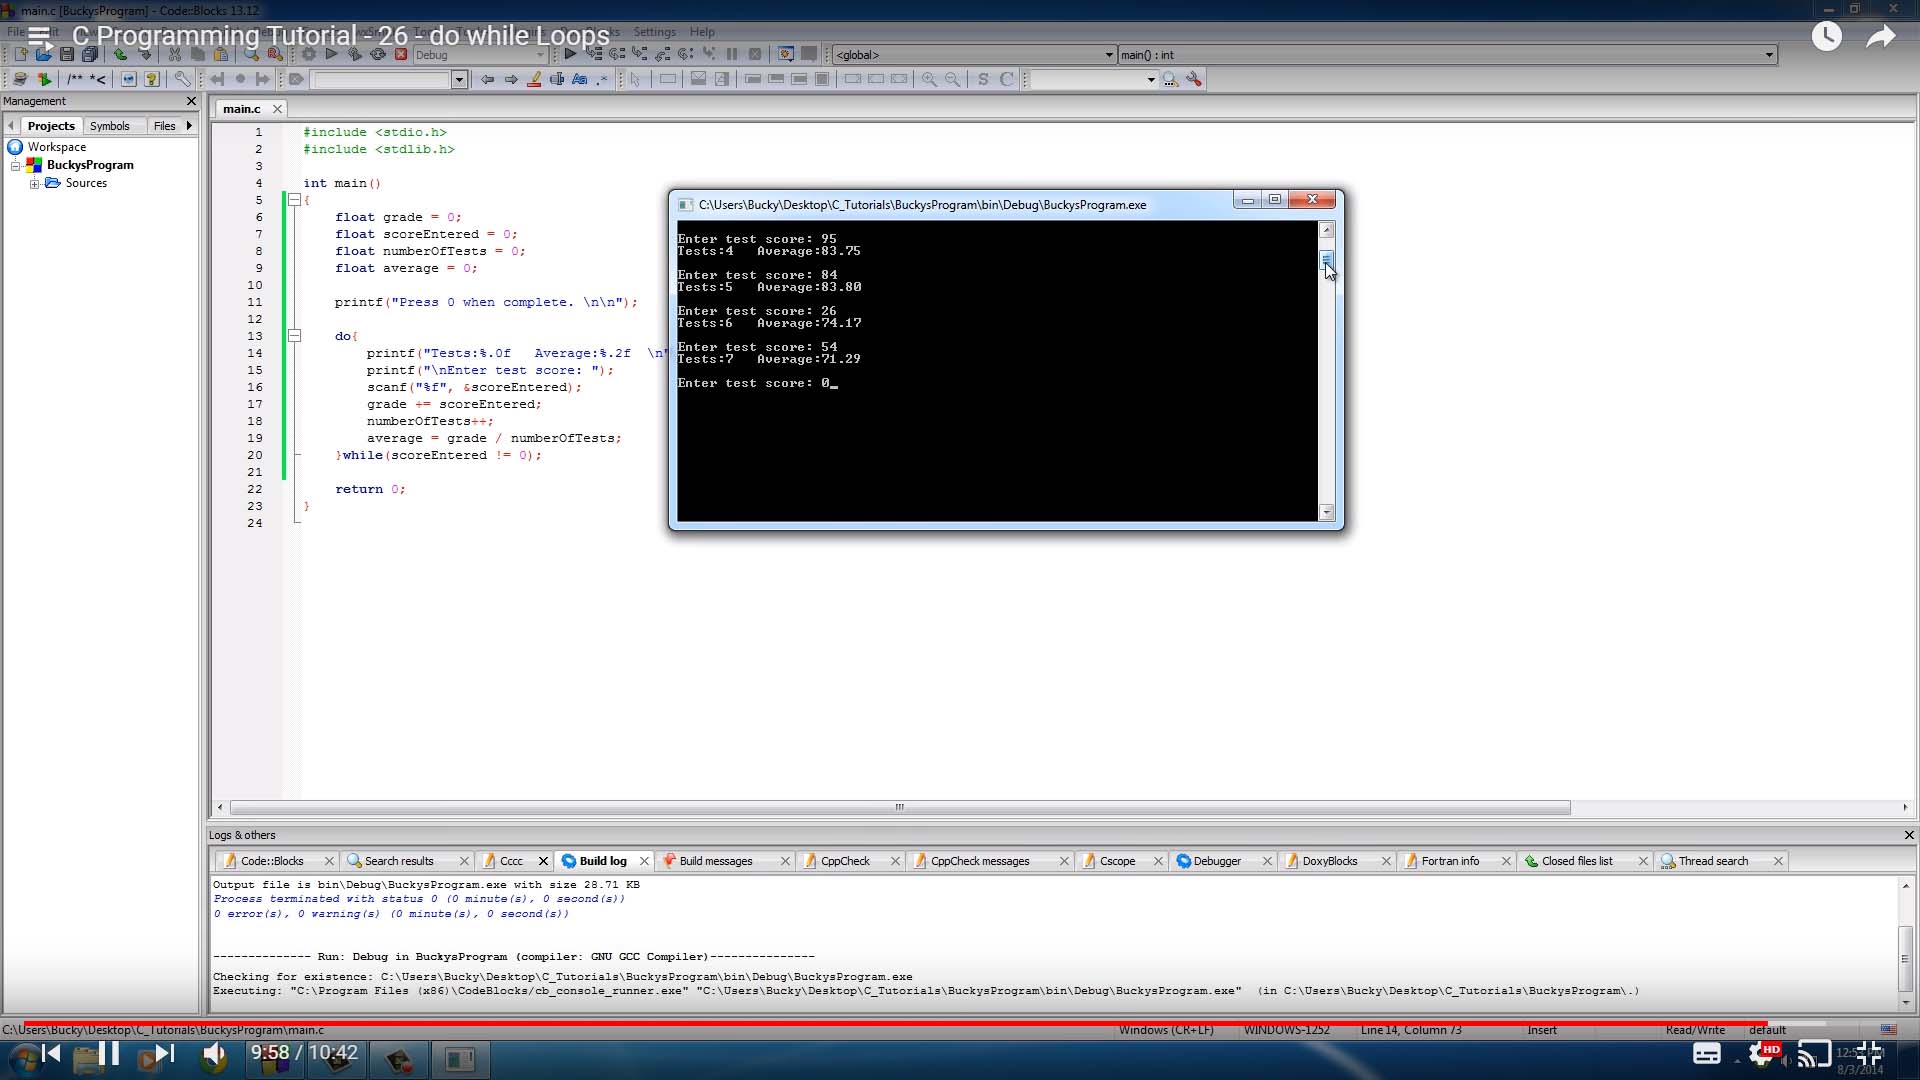 main.c [BuckysProgram] - Code::Blocks 13.12
C Programming Tutorial - 26 - do while Loops
File
Settings Help
Debug
<global>
main() : int
/** *<
Management
Projects Symbols Files
Workspace
BuckysProgram
Sources
main.c
1 #include <stdio.h>
2 #include <stdlib.h>
3
4 int main()
5 {
6 float grade = 0;
7 float scoreEntered = 0;
8 float numberOfTests = 0;
9 float average = 0;
10
11 printf("Press 0 when complete. \n\n");
12
13 do{
14 printf("Tests:%.0f Average:%.2f \n"
15 printf("\nEnter test score: ");
16 scanf("%f", &scoreEntered);
17 grade += scoreEntered;
18 numberOfTests++;
19 average = grade / numberOfTests;
20 }while(scoreEntered != 0);
21
22 return 0;
23 }
24
C:\Users\Bucky\Desktop\C_Tutorials\BuckysProgram\bin\Debug\BuckysProgram.exe
Enter test score: 95
Tests:4 Average:83.75
Enter test score: 84
Tests:5 Average:83.80
Enter test score: 26
Tests:6 Average:74.17
Enter test score: 54
Tests:7 Average:71.29
Enter test score: 0_
Logs & others
Code::Blocks Search results Cccc Build log Build messages CppCheck CppCheck messages Cscope Debugger DoxyBlocks Fortran info Closed files list Thread search
Output file is bin\Debug\BuckysProgram.exe with size 28.71 KB
Process terminated with status 0 (0 minute(s), 0 second(s))
0 error(s), 0 warning(s) (0 minute(s), 0 second(s))
-------------- Run: Debug in BuckysProgram (compiler: GNU GCC Compiler)---------------
Checking for existence: C:\Users\Bucky\Desktop\C_Tutorials\BuckysProgram\bin\Debug\BuckysProgram.exe
Executing: "C:\Program Files (x86)\CodeBlocks/cb_console_runner.exe" "C:\Users\Bucky\Desktop\C_Tutorials\BuckysProgram\bin\Debug\BuckysProgram.exe" (in C:\Users\Bucky\Desktop\C_Tutorials\BuckysProgram\.)
C:\Users\Bucky\Desktop\C_Tutorials\BuckysProgram\main.c Windows (CR+LF) WINDOWS-1252 Line 14, Column 73 Insert Read/Write default
9:58 / 10:42
HD
8/3/2014